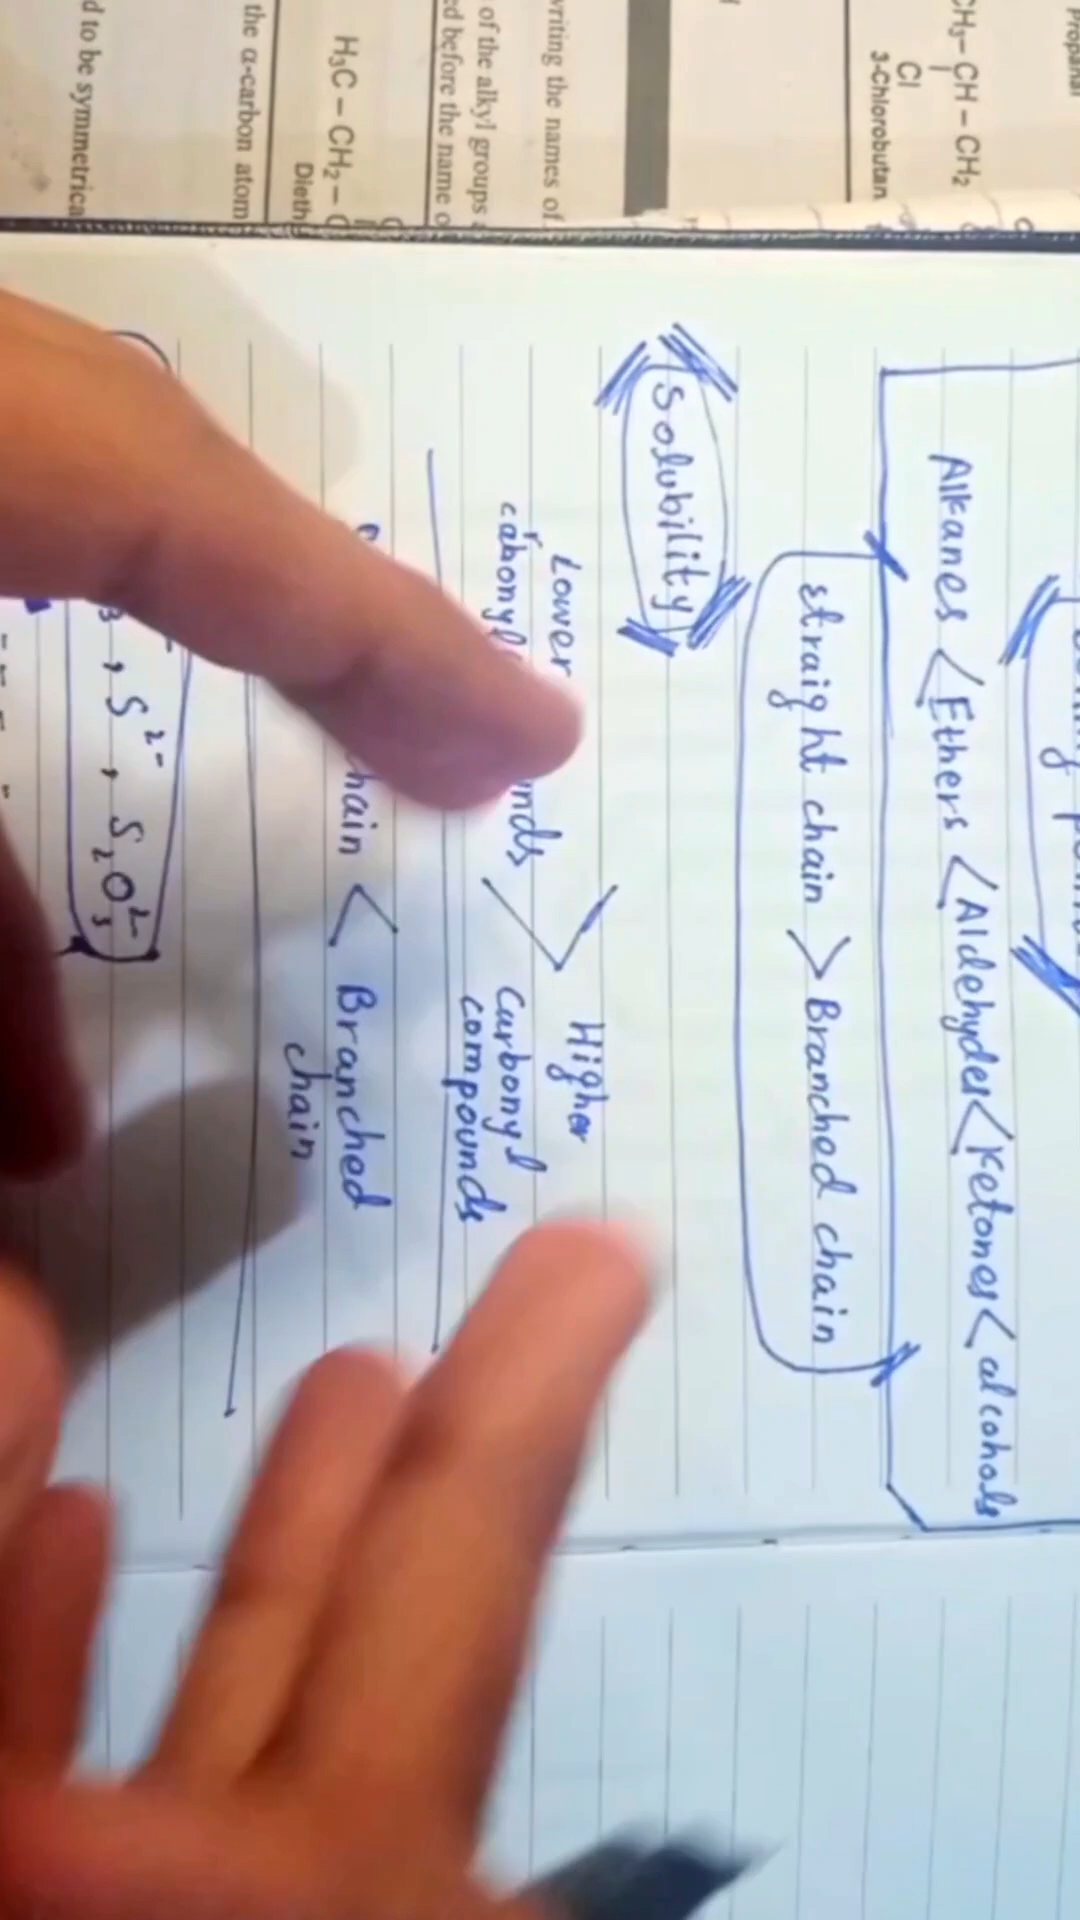 Propanal
CH3– CH – CH2
Cl
3-Chlorobutan
writing the names of
of the alkyl groups
ed before the name o
H3C – CH2 –
Dieth
the α-carbon atom
d to be symmetrica
Alkanes < Ethers < Aldehydes < Ketones < alcohols
straight chain > Branched chain
Solubility
Lower > Higher
carbonyl Carbonyl
compounds
hain < Branched
chain
, S²⁻ , S₂O₃²⁻